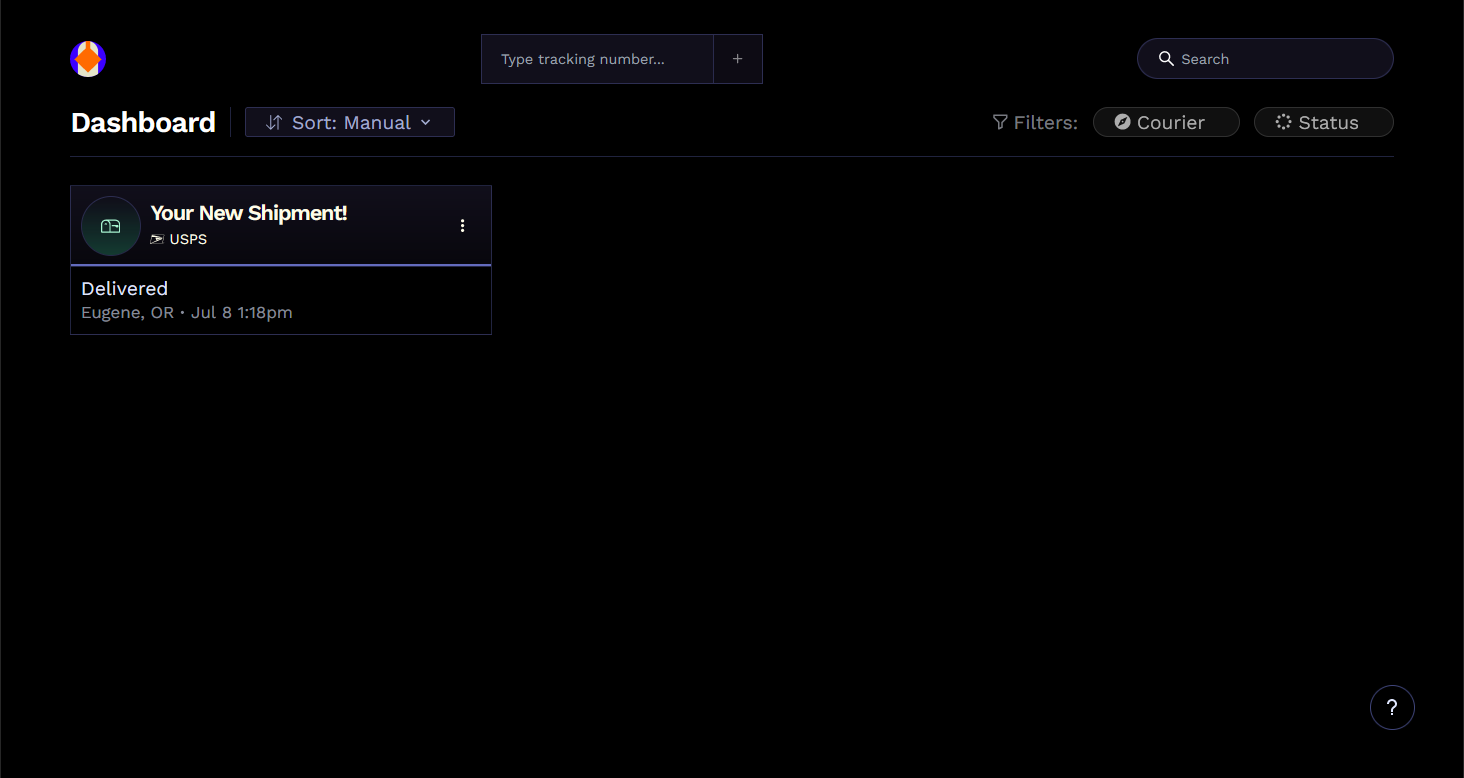 Type tracking number...
+
Search
Dashboard
Sort: Manual
Filters:
Courier
Status
Your New Shipment!
USPS
Delivered
Eugene, OR • Jul 8 1:18pm
?